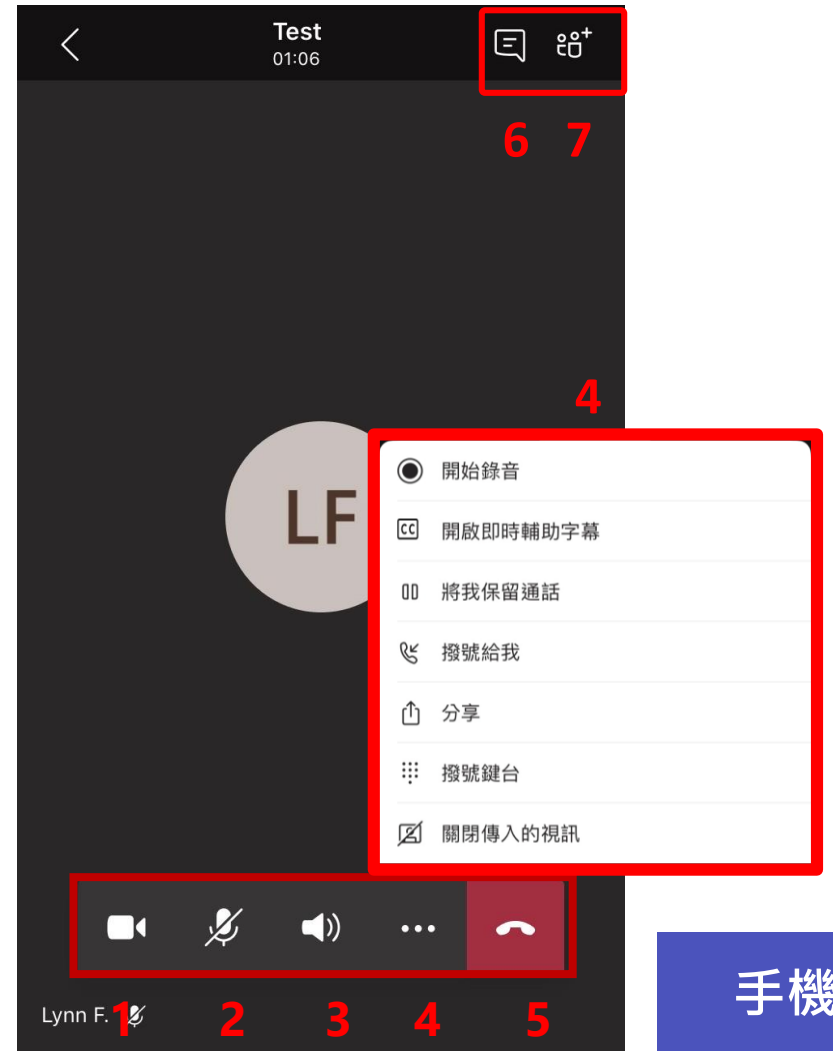 Test
01:06
6 7
4
LF
開始錄音
CC 開啟即時輔助字幕
將我保留通話
撥號給我
分享
撥號鍵台
關閉傳入的視訊
Lynn F.
1 2 3 4 5
手機